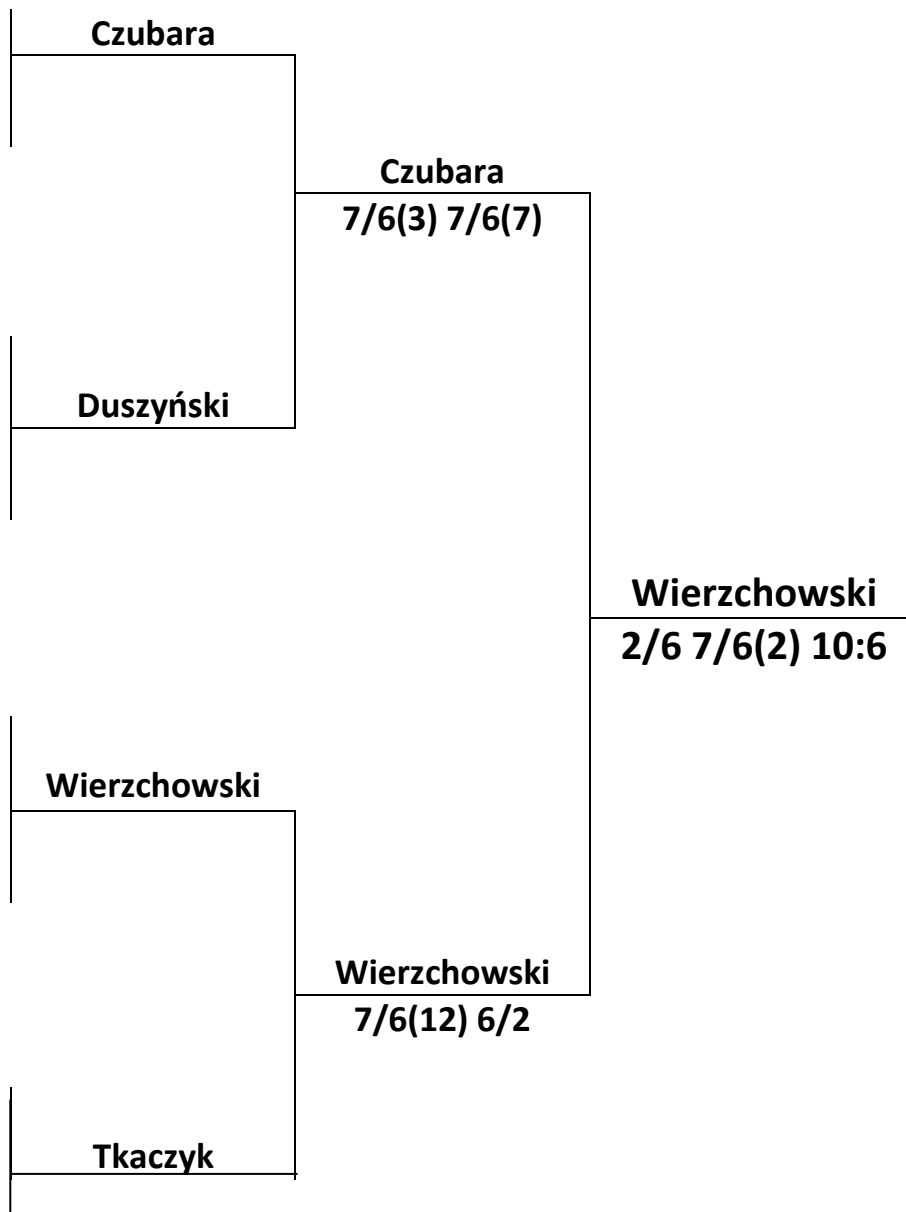 Czubara
Czubara
7/6(3) 7/6(7)
Duszyński
Wierzchowski
2/6 7/6(2) 10:6
Wierzchowski
Wierzchowski
7/6(12) 6/2
Tkaczyk